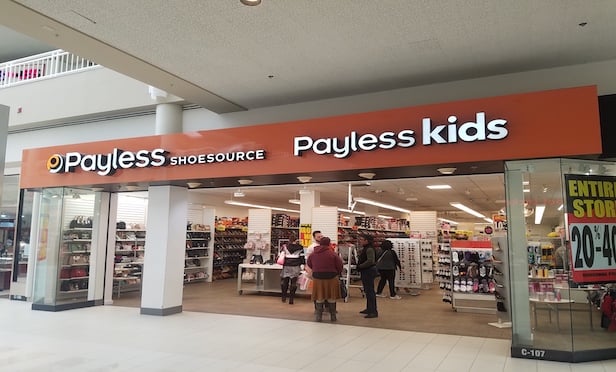 Payless SHOESOURCE
Payless kids
ENTIRE
STORE
20%-40
C-107